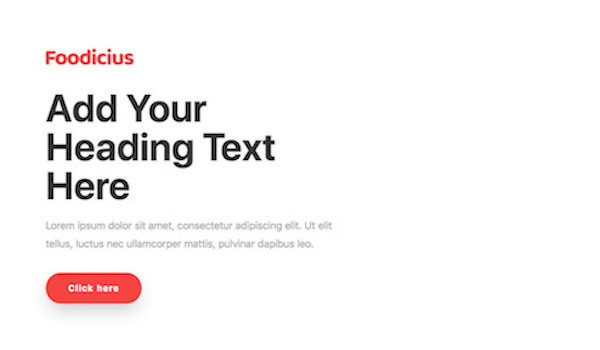 Foodicius
Add Your
Heading Text
Here
Lorem ipsum dolor sit amet, consectetur adipiscing elit. Ut elit
tellus, luctus nec ullamcorper mattis, pulvinar dapibus leo.
Click here